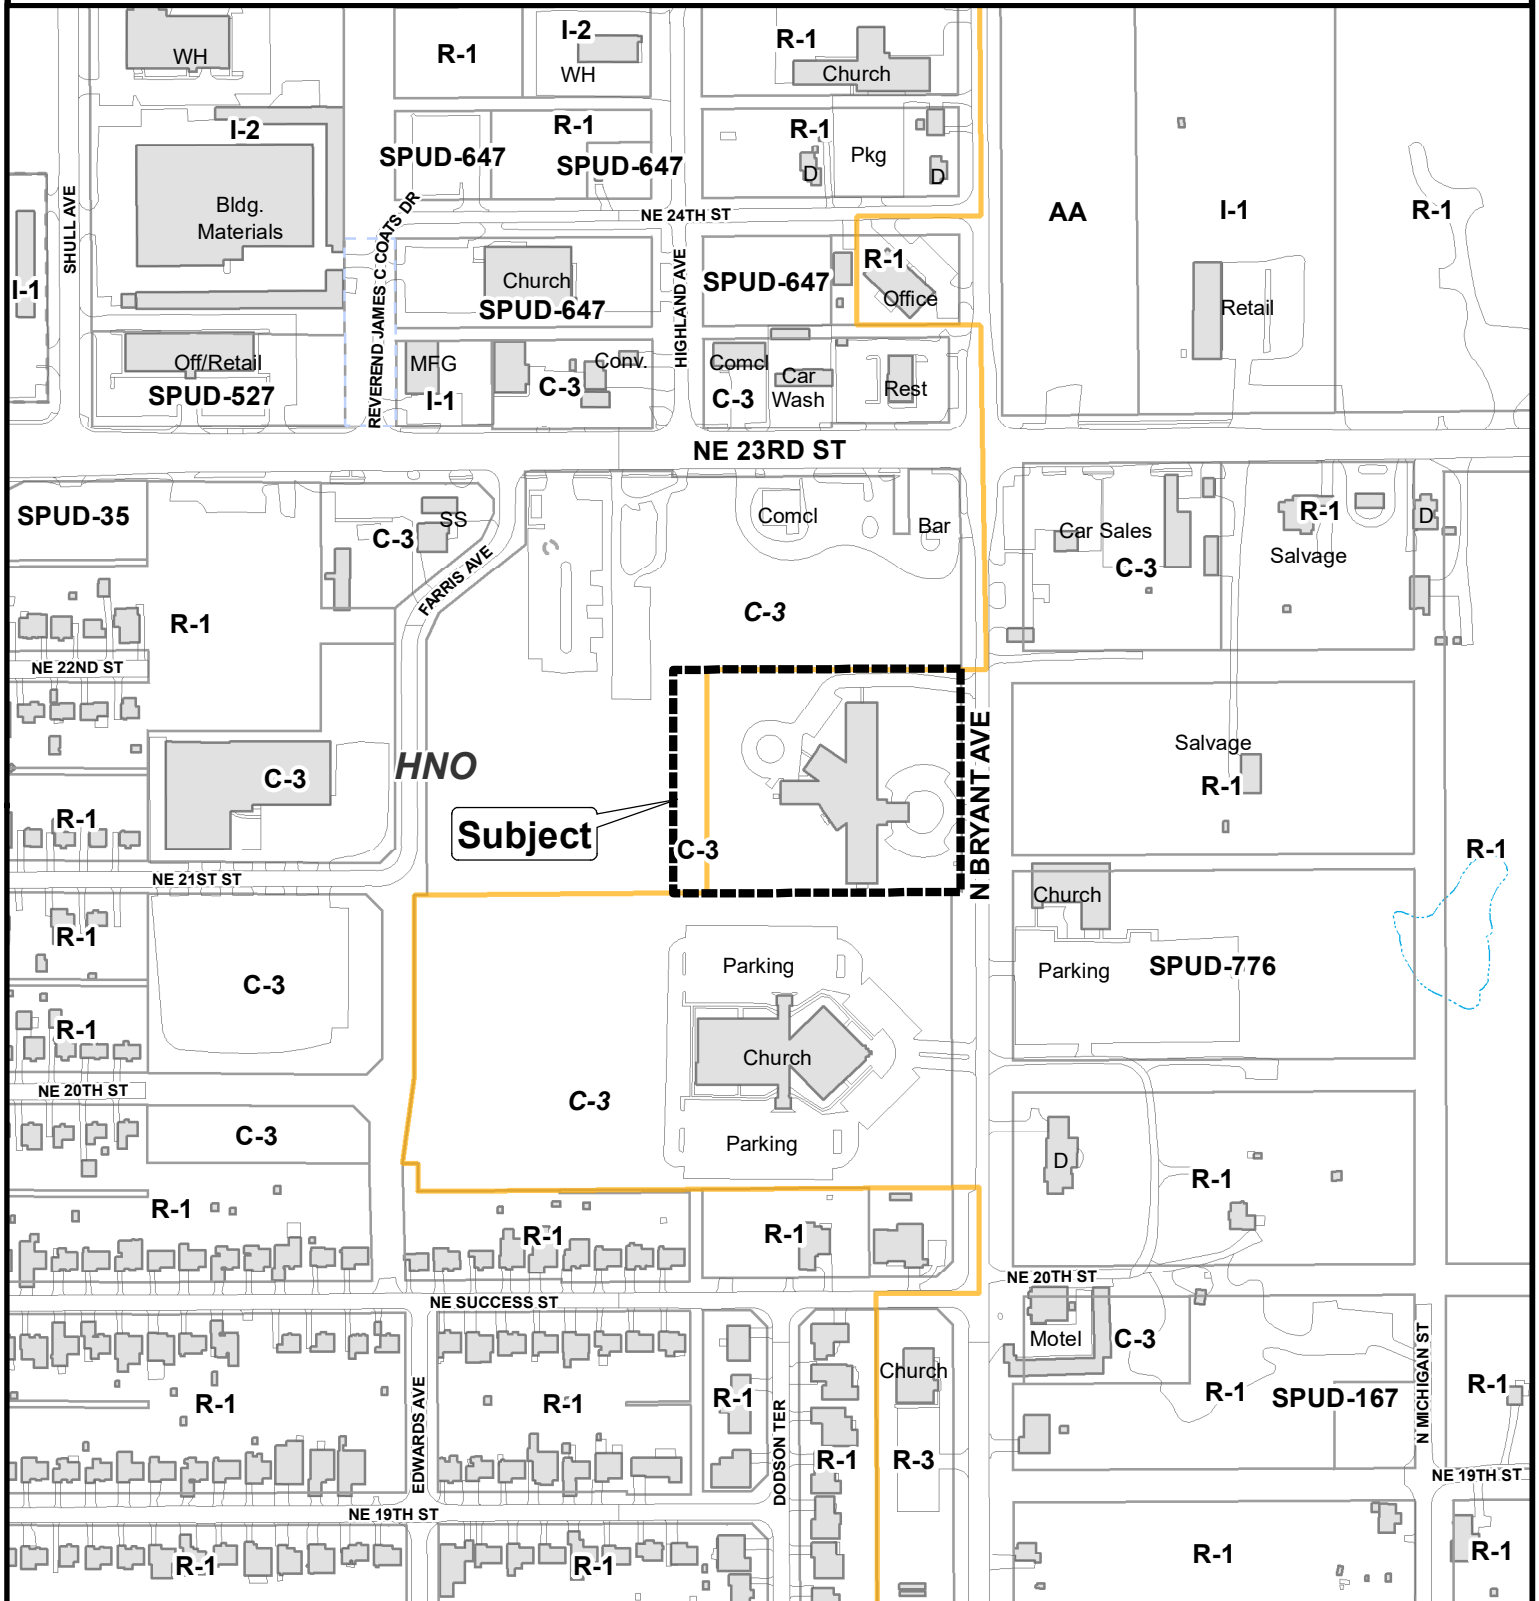 WH
I-2
R-1
I-2
WH
R-1
Church
R-1
SPUD-647
SPUD-647
R-1
D
Pkg
D
Bldg.
Materials
SHULL AVE
I-1
REVEREND JAMES C COATS DR
NE 24TH ST
AA
I-1
R-1
Church
SPUD-647
HIGHLAND AVE
SPUD-647
R-1
Office
Retail
Off/Retail
SPUD-527
MFG
I-1
C-3
Conv.
Comcl
C-3
Car
Wash
Rest
NE 23RD ST
SPUD-35
SS
C-3
FARRIS AVE
Comcl
Bar
Car Sales
C-3
R-1
Salvage
D
C-3
R-1
NE 22ND ST
HNO
C-3
R-1
Subject
C-3
N BRYANT AVE
Salvage
R-1
R-1
NE 21ST ST
R-1
C-3
R-1
NE 20TH ST
C-3
R-1
Parking
Church
Parking
C-3
Church
Parking
SPUD-776
D
R-1
R-1
R-1
NE 20TH ST
NE SUCCESS ST
Motel
C-3
R-1
SPUD-167
N MICHIGAN ST
R-1
R-1
EDWARDS AVE
R-1
R-1
DODSON TER
R-1
Church
R-3
NE 19TH ST
NE 19TH ST
R-1
R-1
R-1
R-1